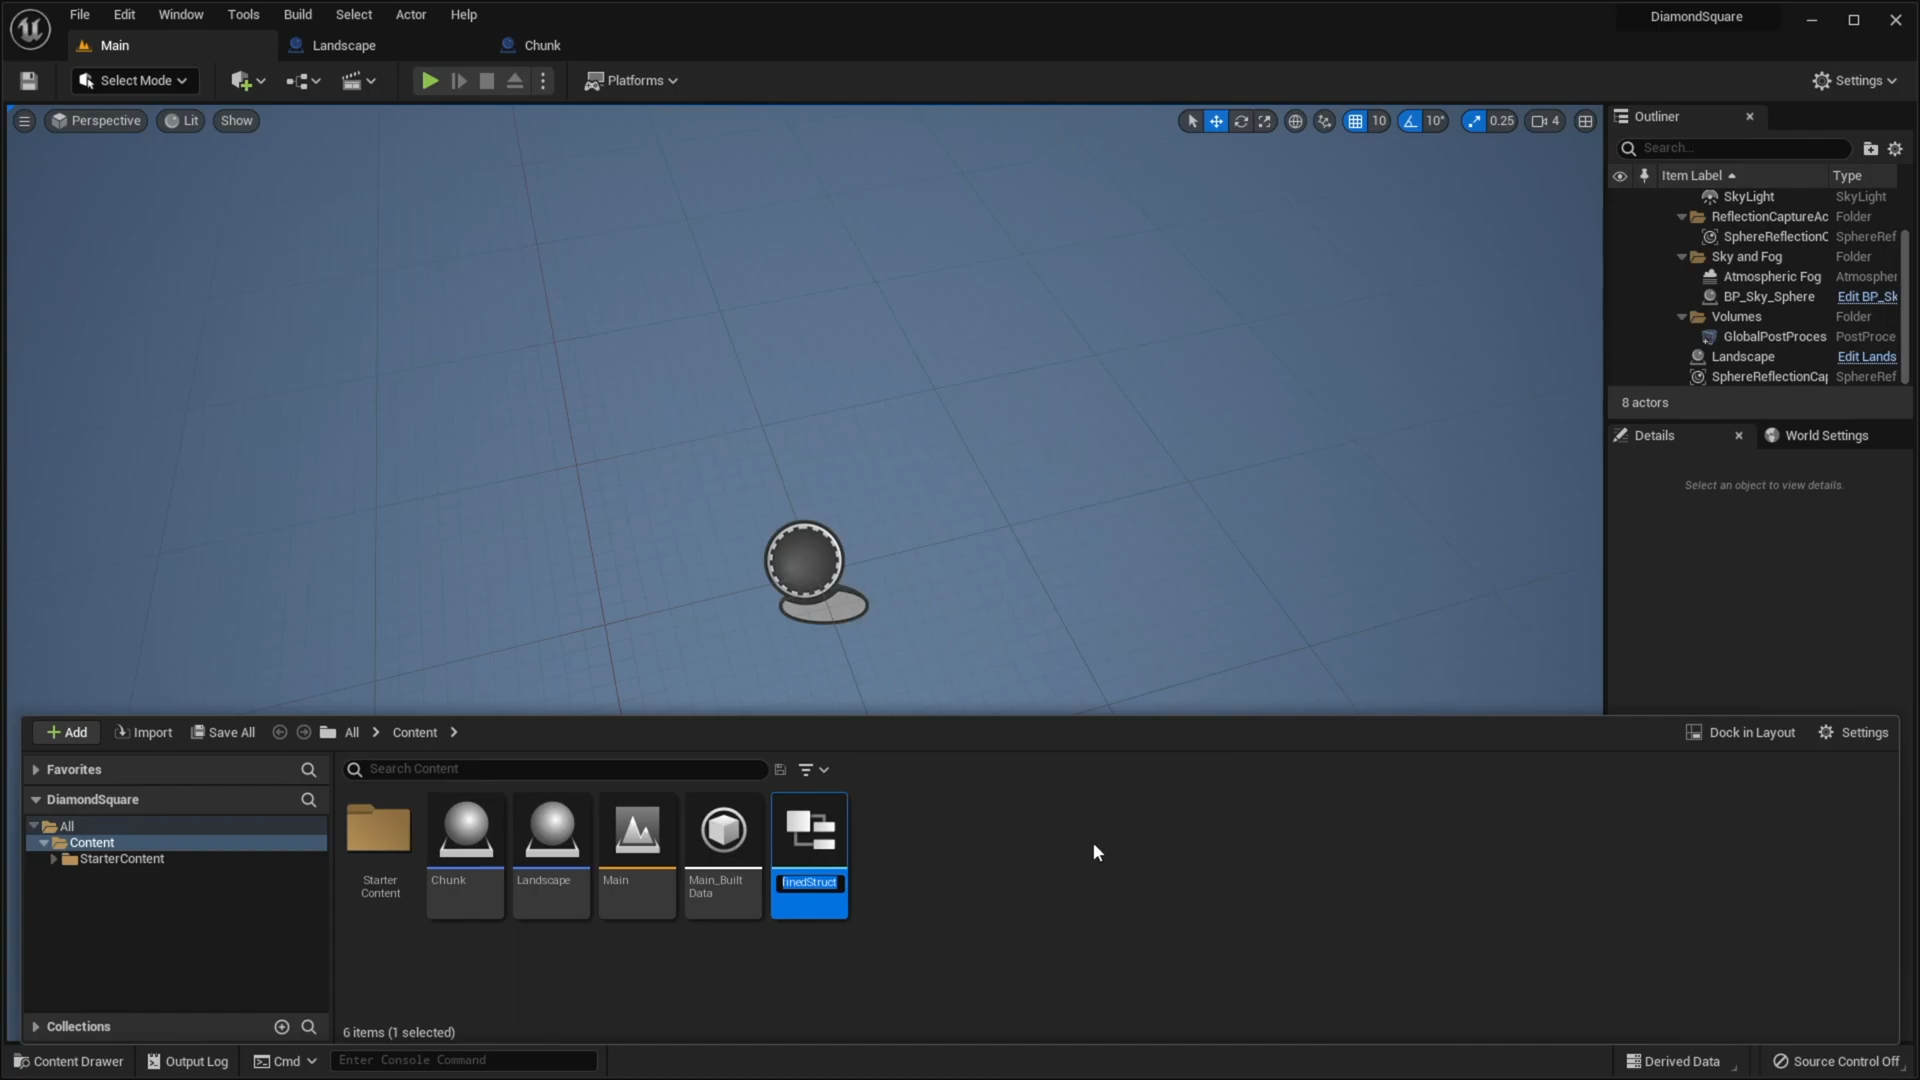 File Edit Window Tools Build Select Actor Help
DiamondSquare
Main
Landscape
Chunk
Select Mode
Platforms
Settings
Perspective
Lit
Show
10
10°
0.25
4
Outliner
Search...
Item Label
Type
SkyLight
SkyLight
ReflectionCaptureAc
Folder
SphereReflectionC
SphereRef
Sky and Fog
Folder
Atmospheric Fog
Atmospher
BP_Sky_Sphere
Edit BP_Sk
Volumes
Folder
GlobalPostProces
PostProce
Landscape
Edit Lands
SphereReflectionCap
SphereRef
8 actors
Details
World Settings
Select an object to view details.
Add
Import
Save All
All
Content
Dock in Layout
Settings
Favorites
Search Content
DiamondSquare
All
Content
StarterContent
Starter
Content
Chunk
Landscape
Main
Main_Built
Data
finedStruct
Collections
6 items (1 selected)
Content Drawer
Output Log
Cmd
Enter Console Command
Derived Data
Source Control Off